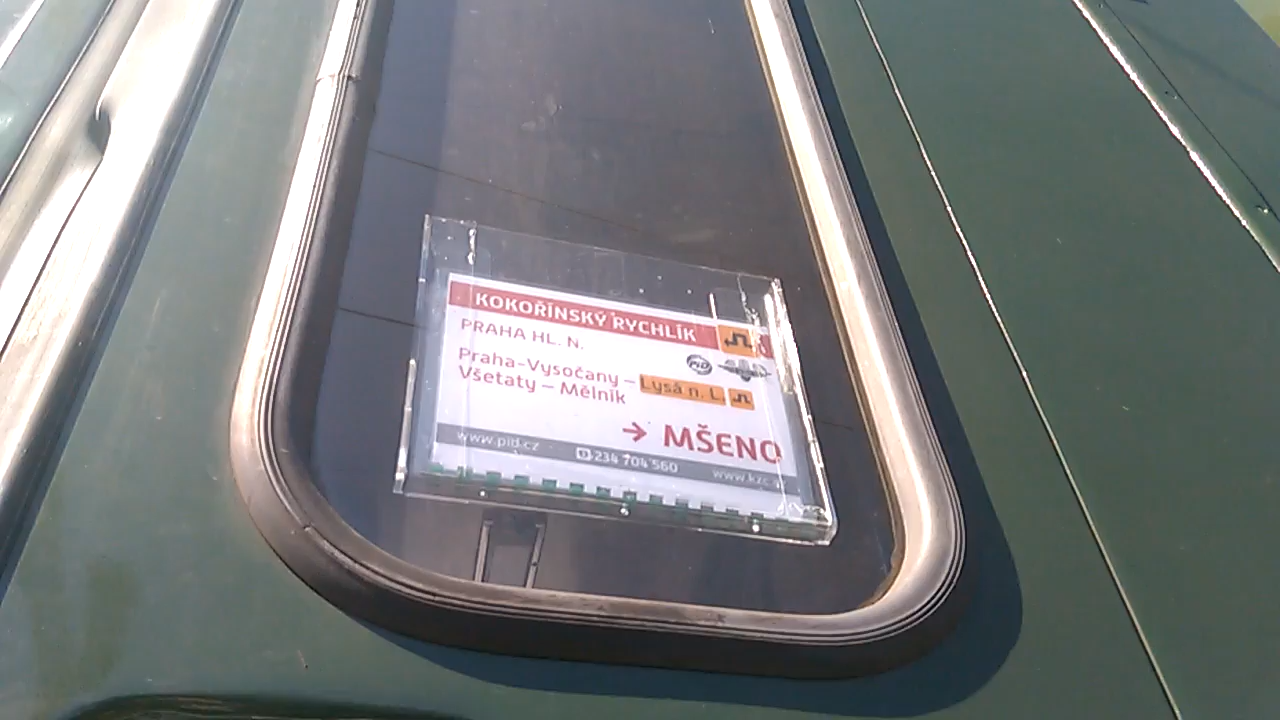 KOKOŘÍNSKÝ RYCHLÍK
PRAHA HL. N.
PID
Praha-Vysočany – Lysá n. L.
Všetaty – Mělník
→ MŠENO
www.pid.cz 234 704 560 www.kzc.cz